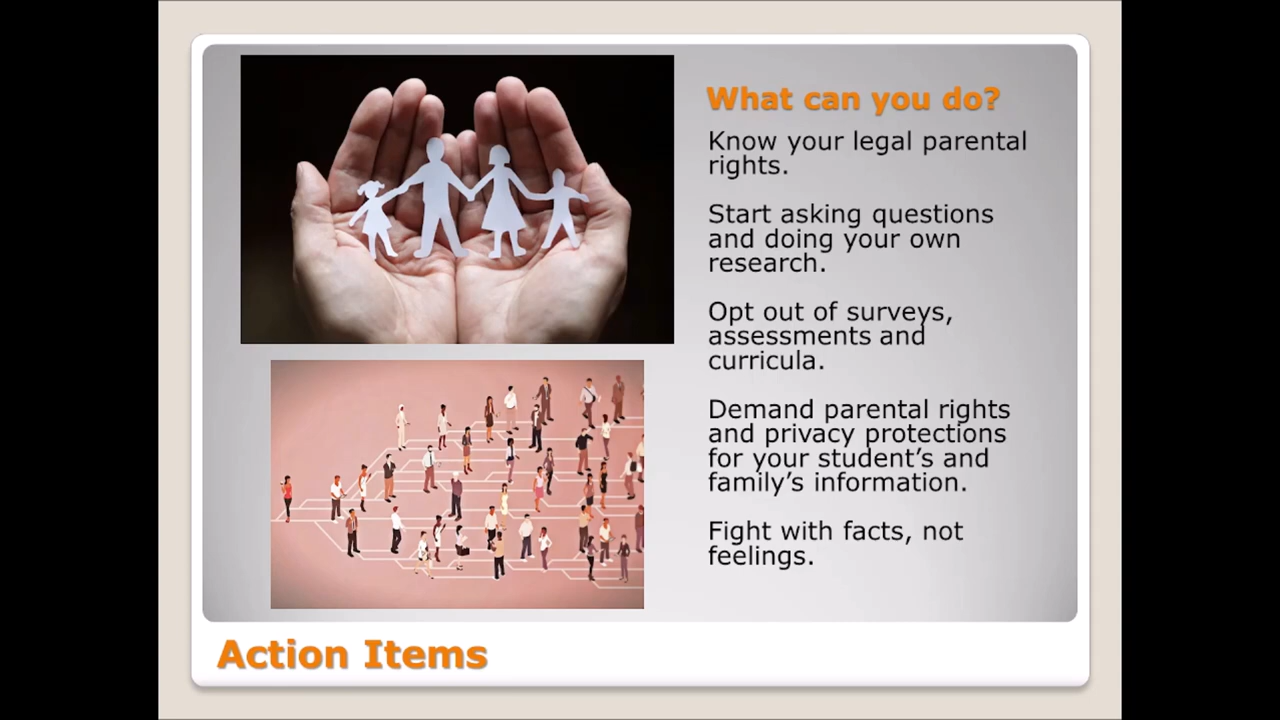 What can you do?
Know your legal parental
rights.
Start asking questions
and doing your own
research.
Opt out of surveys,
assessments and
curricula.
Demand parental rights
and privacy protections
for your student’s and
family’s information.
Fight with facts, not
feelings.
Action Items